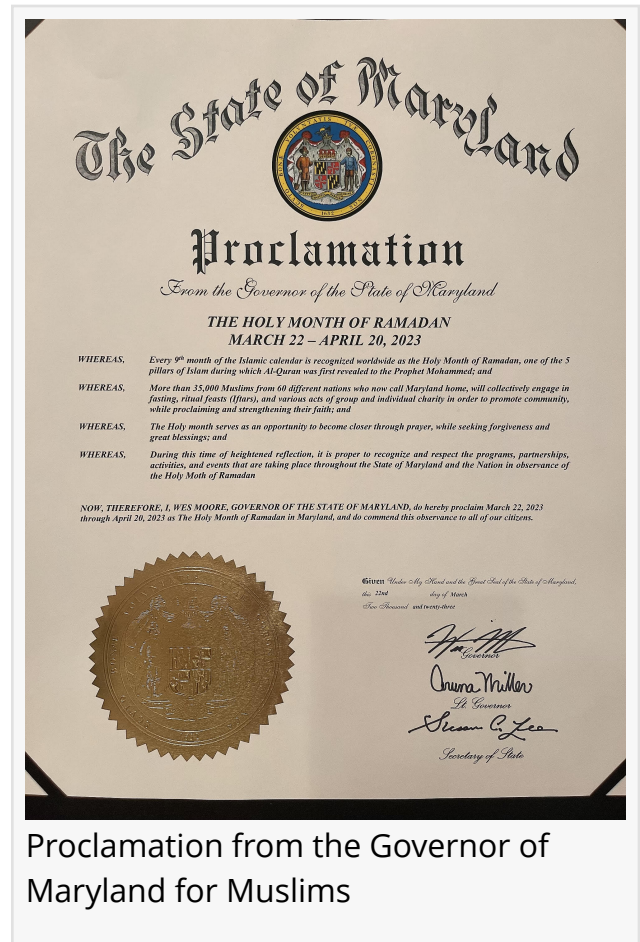 The State of Maryland
Proclamation
From the Governor of the State of Maryland
THE HOLY MONTH OF RAMADAN
MARCH 22 – APRIL 20, 2023
WHEREAS, Every 9th month of the Islamic calendar is recognized worldwide as the Holy Month of Ramadan, one of the 5
pillars of Islam during which Al-Quran was first revealed to the Prophet Mohammed; and
WHEREAS, More than 35,000 Muslims from 60 different nations who now call Maryland home, will collectively engage in
fasting, ritual feasts (Iftars), and various acts of group and individual charity in order to promote community,
while proclaiming and strengthening their faith; and
WHEREAS, The Holy month serves as an opportunity to become closer through prayer, while seeking forgiveness and
great blessings; and
WHEREAS, During this time of heightened reflection, it is proper to recognize and respect the programs, partnerships,
activities, and events that are taking place throughout the State of Maryland and the Nation in observance of
the Holy Moth of Ramadan
NOW, THEREFORE, I, WES MOORE, GOVERNOR OF THE STATE OF MARYLAND, do hereby proclaim March 22, 2023
through April 20, 2023 as The Holy Month of Ramadan in Maryland, and do commend this observance to all of our citizens.
Given Under My Hand and the Great Seal of the State of Maryland,
this 22nd day of March
Two Thousand and twenty-three
Governor
Aruna Miller
Lt. Governor
Susan C. Lee
Secretary of State
Proclamation from the Governor of
Maryland for Muslims